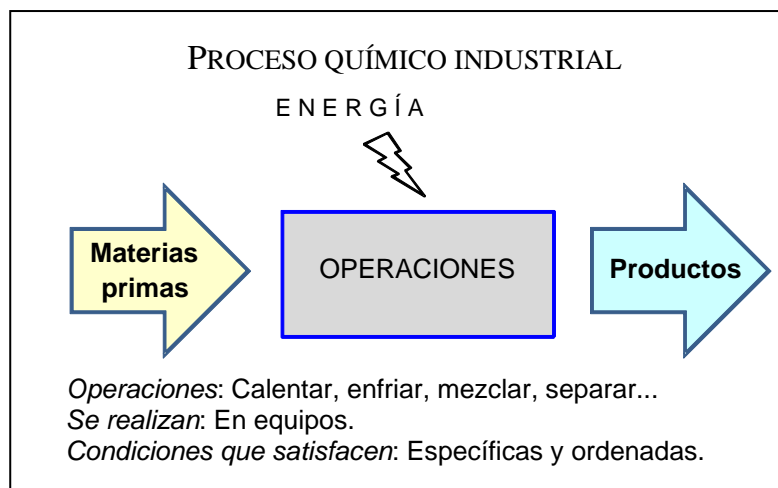 PROCESO QUÍMICO INDUSTRIAL
E N E R G Í A
Materias
primas
OPERACIONES
Productos
Operaciones: Calentar, enfriar, mezclar, separar...
Se realizan: En equipos.
Condiciones que satisfacen: Específicas y ordenadas.